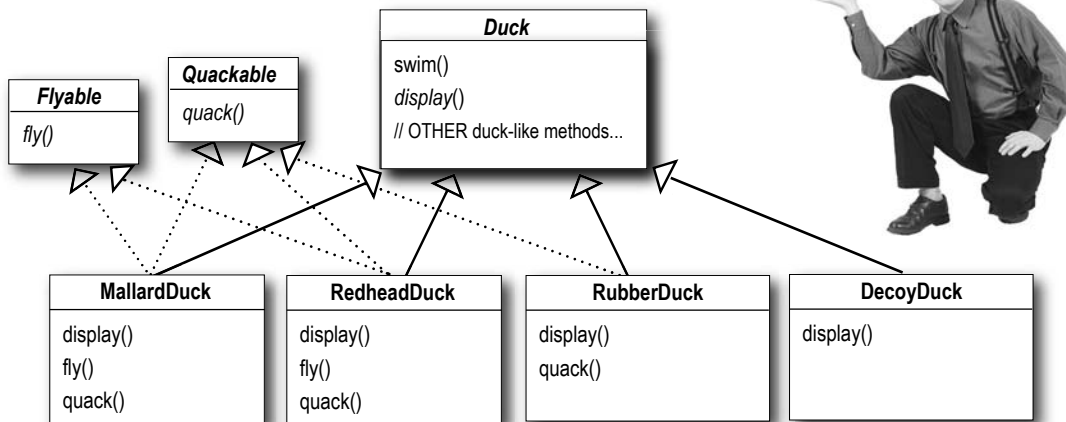 Duck
swim()
display()
// OTHER duck-like methods...
Quackable
quack()
Flyable
fly()
MallardDuck
display()
fly()
quack()
RedheadDuck
display()
fly()
quack()
RubberDuck
display()
quack()
DecoyDuck
display()